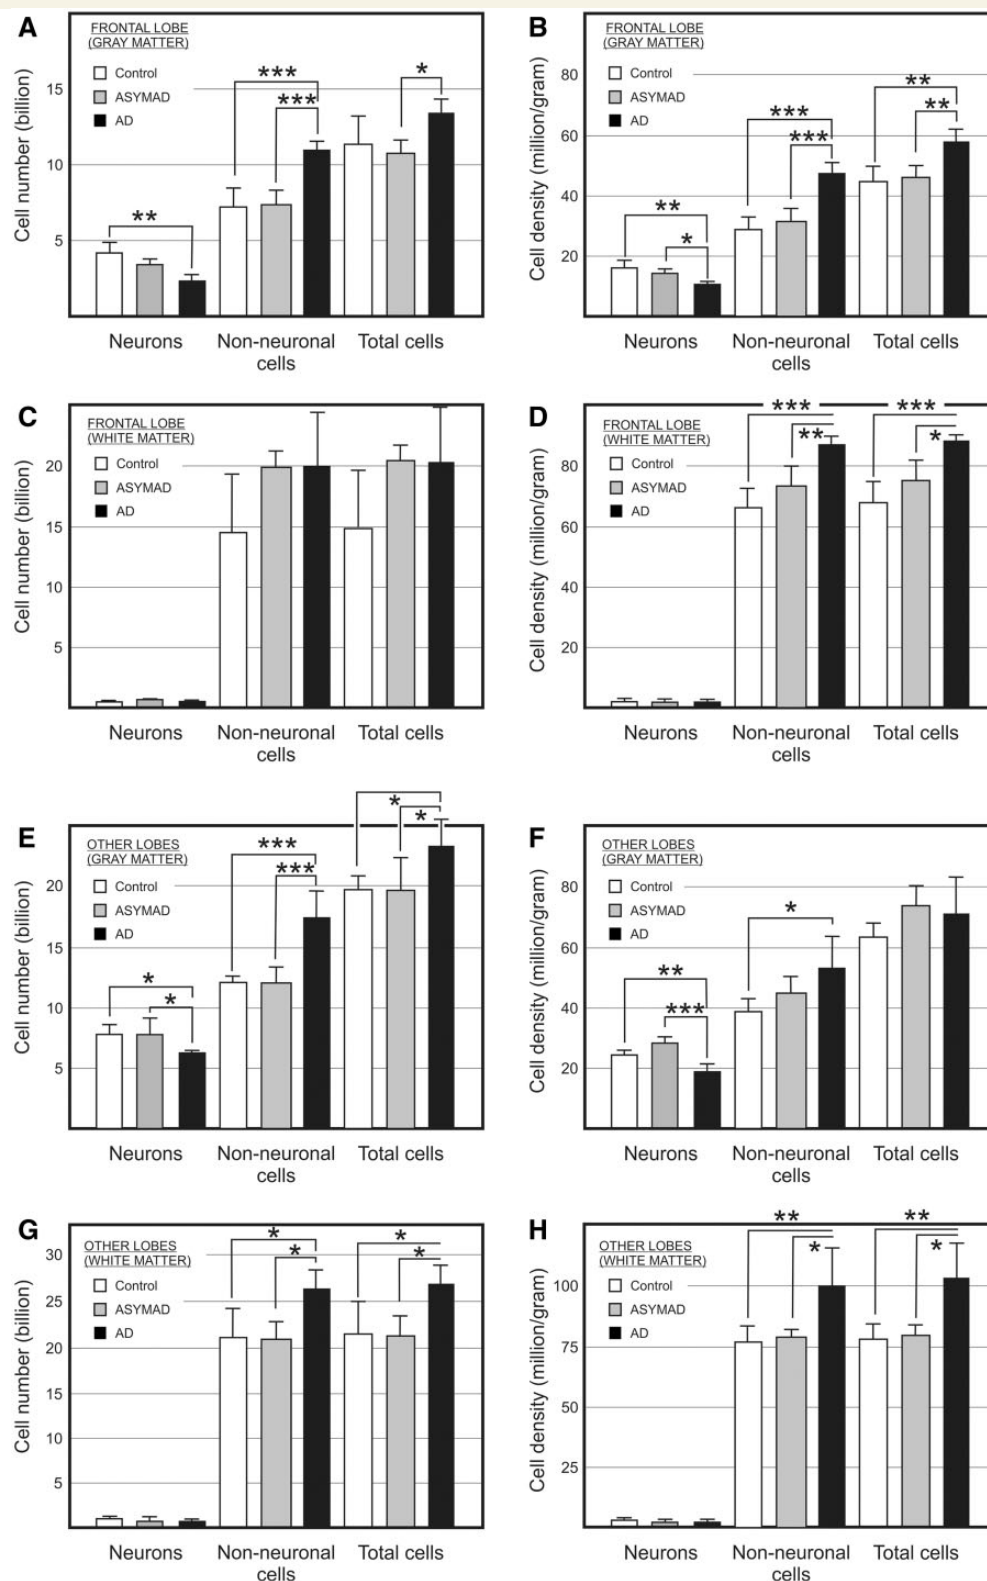 A
FRONTAL LOBE
(GRAY MATTER)
Control
ASYMAD
AD
Cell number (billion)
15
10
5
**
***
***
*
Neurons
Non-neuronal
cells
Total cells
B
FRONTAL LOBE
(GRAY MATTER)
Control
ASYMAD
AD
Cell density (million/gram)
80
60
40
20
**
*
***
***
**
**
Neurons
Non-neuronal
cells
Total cells
C
FRONTAL LOBE
(WHITE MATTER)
Control
ASYMAD
AD
Cell number (billion)
20
15
10
5
Neurons
Non-neuronal
cells
Total cells
D
FRONTAL LOBE
(WHITE MATTER)
Control
ASYMAD
AD
Cell density (million/gram)
80
60
40
20
***
**
***
*
Neurons
Non-neuronal
cells
Total cells
E
OTHER LOBES
(GRAY MATTER)
Control
ASYMAD
AD
Cell number (billion)
20
15
10
5
*
*
***
***
*
*
Neurons
Non-neuronal
cells
Total cells
F
OTHER LOBES
(GRAY MATTER)
Control
ASYMAD
AD
Cell density (million/gram)
80
60
40
20
**
***
*
Neurons
Non-neuronal
cells
Total cells
G
OTHER LOBES
(WHITE MATTER)
Control
ASYMAD
AD
Cell number (billion)
30
25
20
15
10
5
*
*
*
*
Neurons
Non-neuronal
cells
Total cells
H
OTHER LOBES
(WHITE MATTER)
Control
ASYMAD
AD
Cell density (million/gram)
100
75
50
25
**
*
**
*
Neurons
Non-neuronal
cells
Total cells